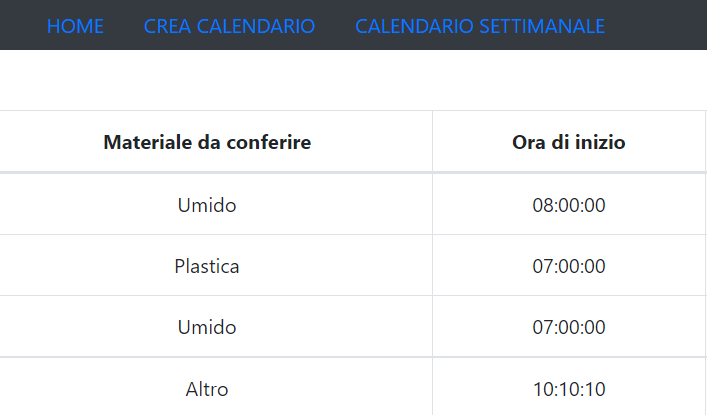 HOME CREA CALENDARIO CALENDARIO SETTIMANALE
Materiale da conferire Ora di inizio
Umido 08:00:00
Plastica 07:00:00
Umido 07:00:00
Altro 10:10:10